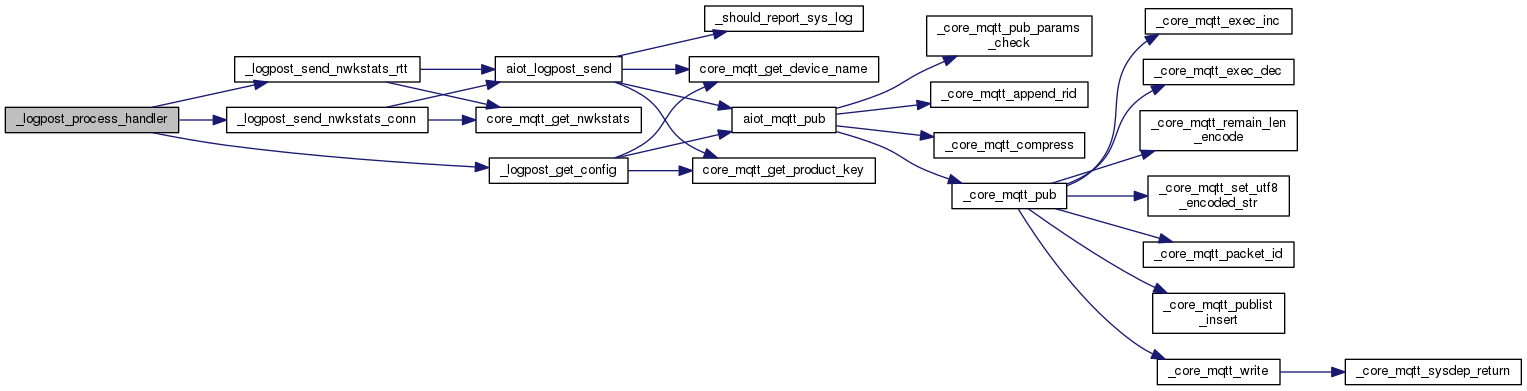 _logpost_process_handler
_logpost_send_nwkstats_rtt
_logpost_send_nwkstats_conn
aiot_logpost_send
core_mqtt_get_nwkstats
_logpost_get_config
_should_report_sys_log
core_mqtt_get_device_name
aiot_mqtt_pub
core_mqtt_get_product_key
_core_mqtt_pub_params
_check
_core_mqtt_append_rid
_core_mqtt_compress
_core_mqtt_pub
_core_mqtt_exec_inc
_core_mqtt_exec_dec
_core_mqtt_remain_len
_encode
_core_mqtt_set_utf8
_encoded_str
_core_mqtt_packet_id
_core_mqtt_publist
_insert
_core_mqtt_write
_core_mqtt_sysdep_return